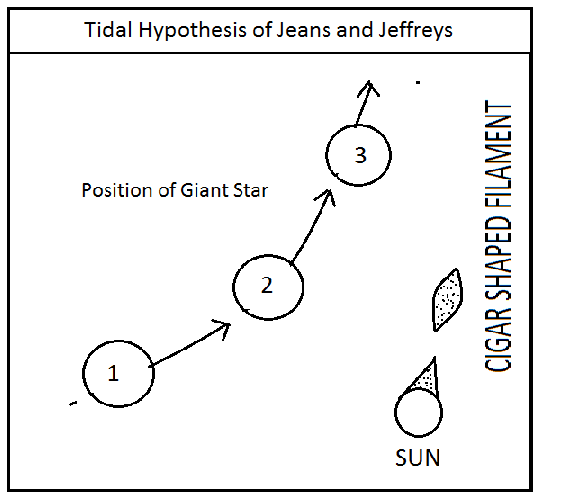 Tidal Hypothesis of Jeans and Jeffreys
3
Position of Giant Star
2
1
CIGAR SHAPED FILAMENT
SUN